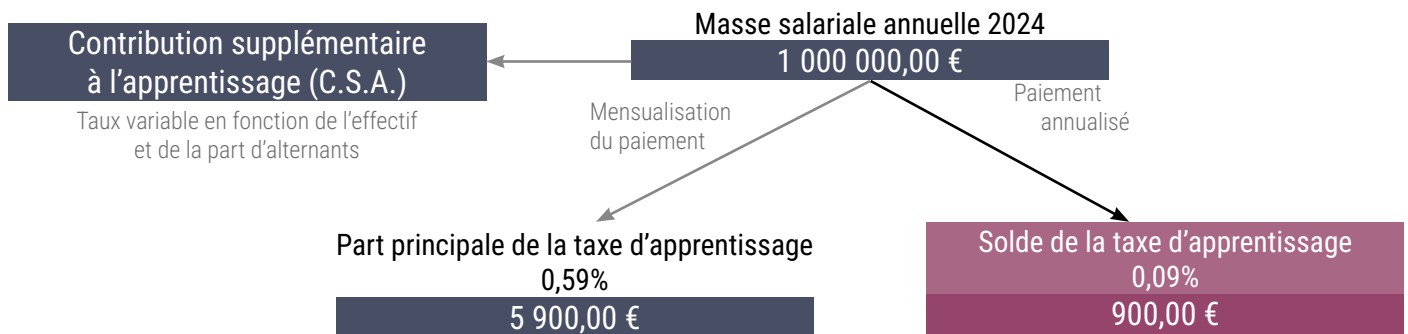 Masse salariale annuelle 2024
1 000 000,00 €
Contribution supplémentaire
à l'apprentissage (C.S.A.)
Taux variable en fonction de l'effectif
et de la part d'alternants
Mensualisation
du paiement
Paiement
annualisé
Part principale de la taxe d'apprentissage
0,59%
5 900,00 €
Solde de la taxe d'apprentissage
0,09%
900,00 €